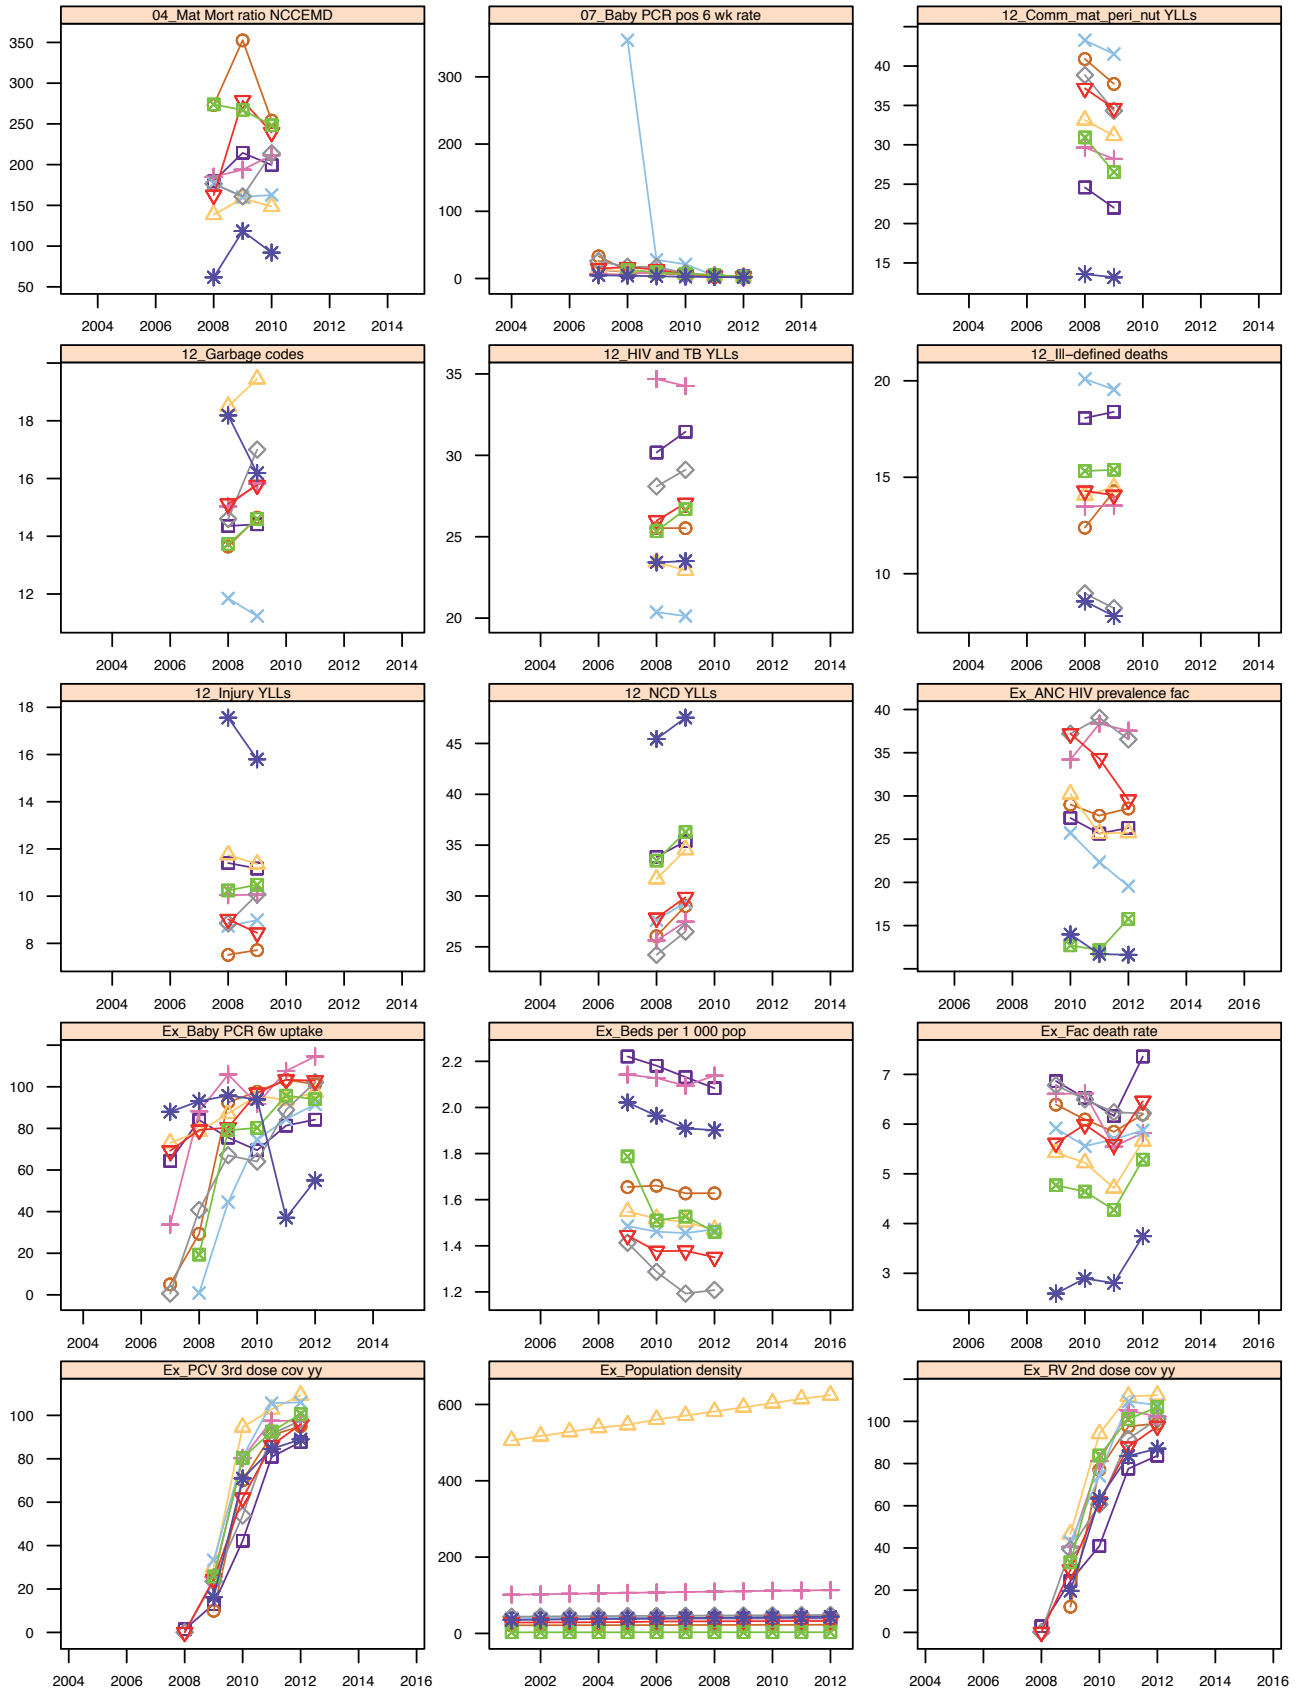 04_Mat Mort ratio NCCEMD
350
300
250
200
150
100
50
2004 2006 2008 2010 2012 2014
07_Baby PCR pos 6 wk rate
300
200
100
0
2004 2006 2008 2010 2012 2014
12_Comm_mat_peri_nut YLLs
40
35
30
25
20
15
2004 2006 2008 2010 2012 2014
12_Garbage codes
18
16
14
12
2004 2006 2008 2010 2012 2014
12_HIV and TB YLLs
35
30
25
20
2004 2006 2008 2010 2012 2014
12_Ill−defined deaths
20
15
10
2004 2006 2008 2010 2012 2014
12_Injury YLLs
18
16
14
12
10
8
2004 2006 2008 2010 2012 2014
12_NCD YLLs
45
40
35
30
25
2004 2006 2008 2010 2012 2014
Ex_ANC HIV prevalence fac
40
35
30
25
20
15
2006 2008 2010 2012 2014 2016
Ex_Baby PCR 6w uptake
100
80
60
40
20
0
2004 2006 2008 2010 2012 2014
Ex_Beds per 1 000 pop
2.2
2.0
1.8
1.6
1.4
1.2
2006 2008 2010 2012 2014 2016
Ex_Fac death rate
7
6
5
4
3
2006 2008 2010 2012 2014 2016
Ex_PCV 3rd dose cov yy
100
80
60
40
20
0
2004 2006 2008 2010 2012 2014 2016
Ex_Population density
600
400
200
0
2002 2004 2006 2008 2010 2012
Ex_RV 2nd dose cov yy
100
80
60
40
20
0
2004 2006 2008 2010 2012 2014 2016